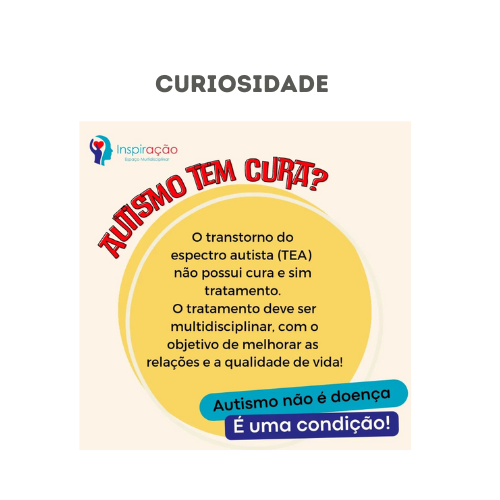 CURIOSIDADE
Inspiração
Espaço Multidisciplinar
AUTISMO TEM CURA?
O transtorno do
espectro autista (TEA)
não possui cura e sim
tratamento.
O tratamento deve ser
multidisciplinar, com o
objetivo de melhorar as
relações e a qualidade de vida!
Autismo não é doença
É uma condição!